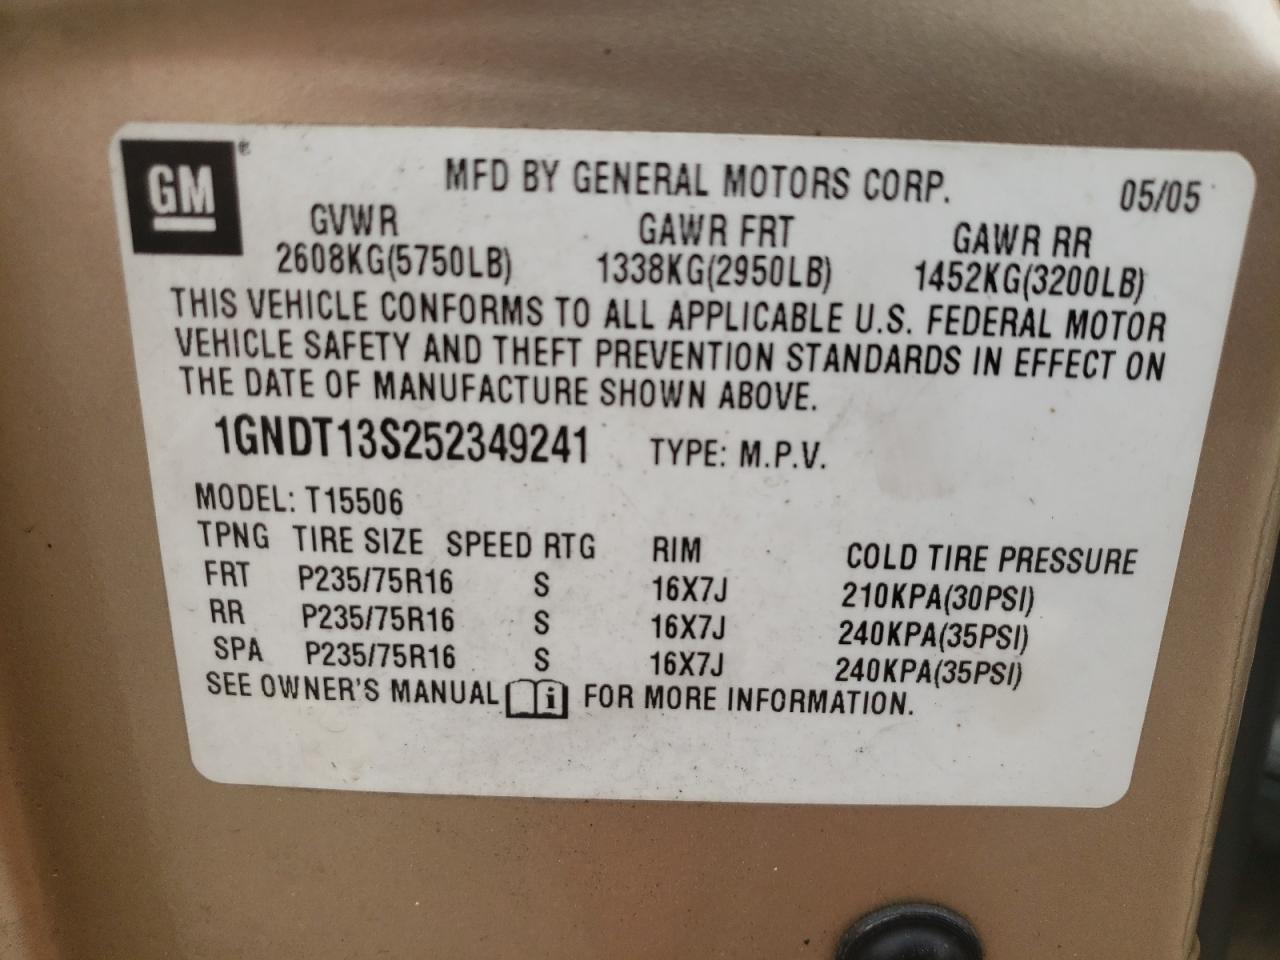 GM®
MFD BY GENERAL MOTORS CORP. 05/05
GVWR GAWR FRT GAWR RR
2608KG(5750LB) 1338KG(2950LB) 1452KG(3200LB)
THIS VEHICLE CONFORMS TO ALL APPLICABLE U.S. FEDERAL MOTOR
VEHICLE SAFETY AND THEFT PREVENTION STANDARDS IN EFFECT ON
THE DATE OF MANUFACTURE SHOWN ABOVE.
1GNDT13S252349241 TYPE: M.P.V.
MODEL: T15506
TPNG TIRE SIZE SPEED RTG RIM COLD TIRE PRESSURE
FRT P235/75R16 S 16X7J 210KPA(30PSI)
RR P235/75R16 S 16X7J 240KPA(35PSI)
SPA P235/75R16 S 16X7J 240KPA(35PSI)
SEE OWNER'S MANUAL i FOR MORE INFORMATION.